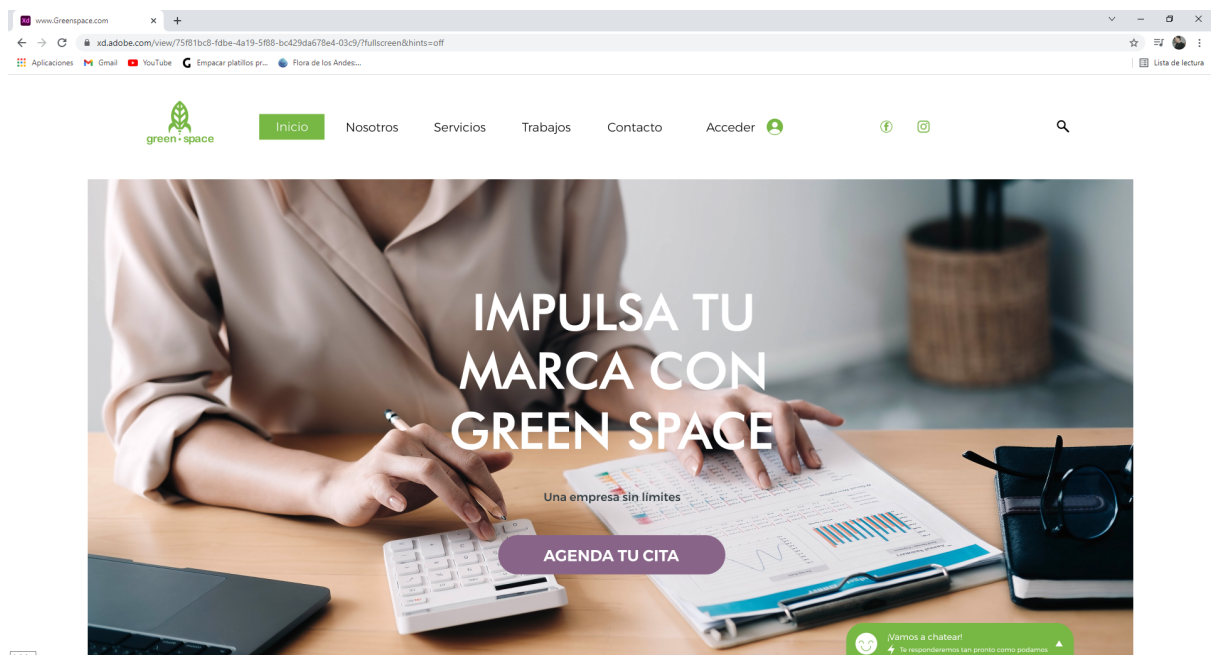 www.Greenspace.com
xd.adobe.com/view/75f81bc8-fdbe-4a19-5f88-bc429da678e4-03c9/?fullscreen&hints=off
Aplicaciones Gmail YouTube Empacar platillos pr... Flora de los Andes:... Lista de lectura
green·space Inicio Nosotros Servicios Trabajos Contacto Acceder
IMPULSA TU
MARCA CON
GREEN SPACE
Una empresa sin límites
AGENDA TU CITA
¡Vamos a chatear!
Te responderemos tan pronto como podamos